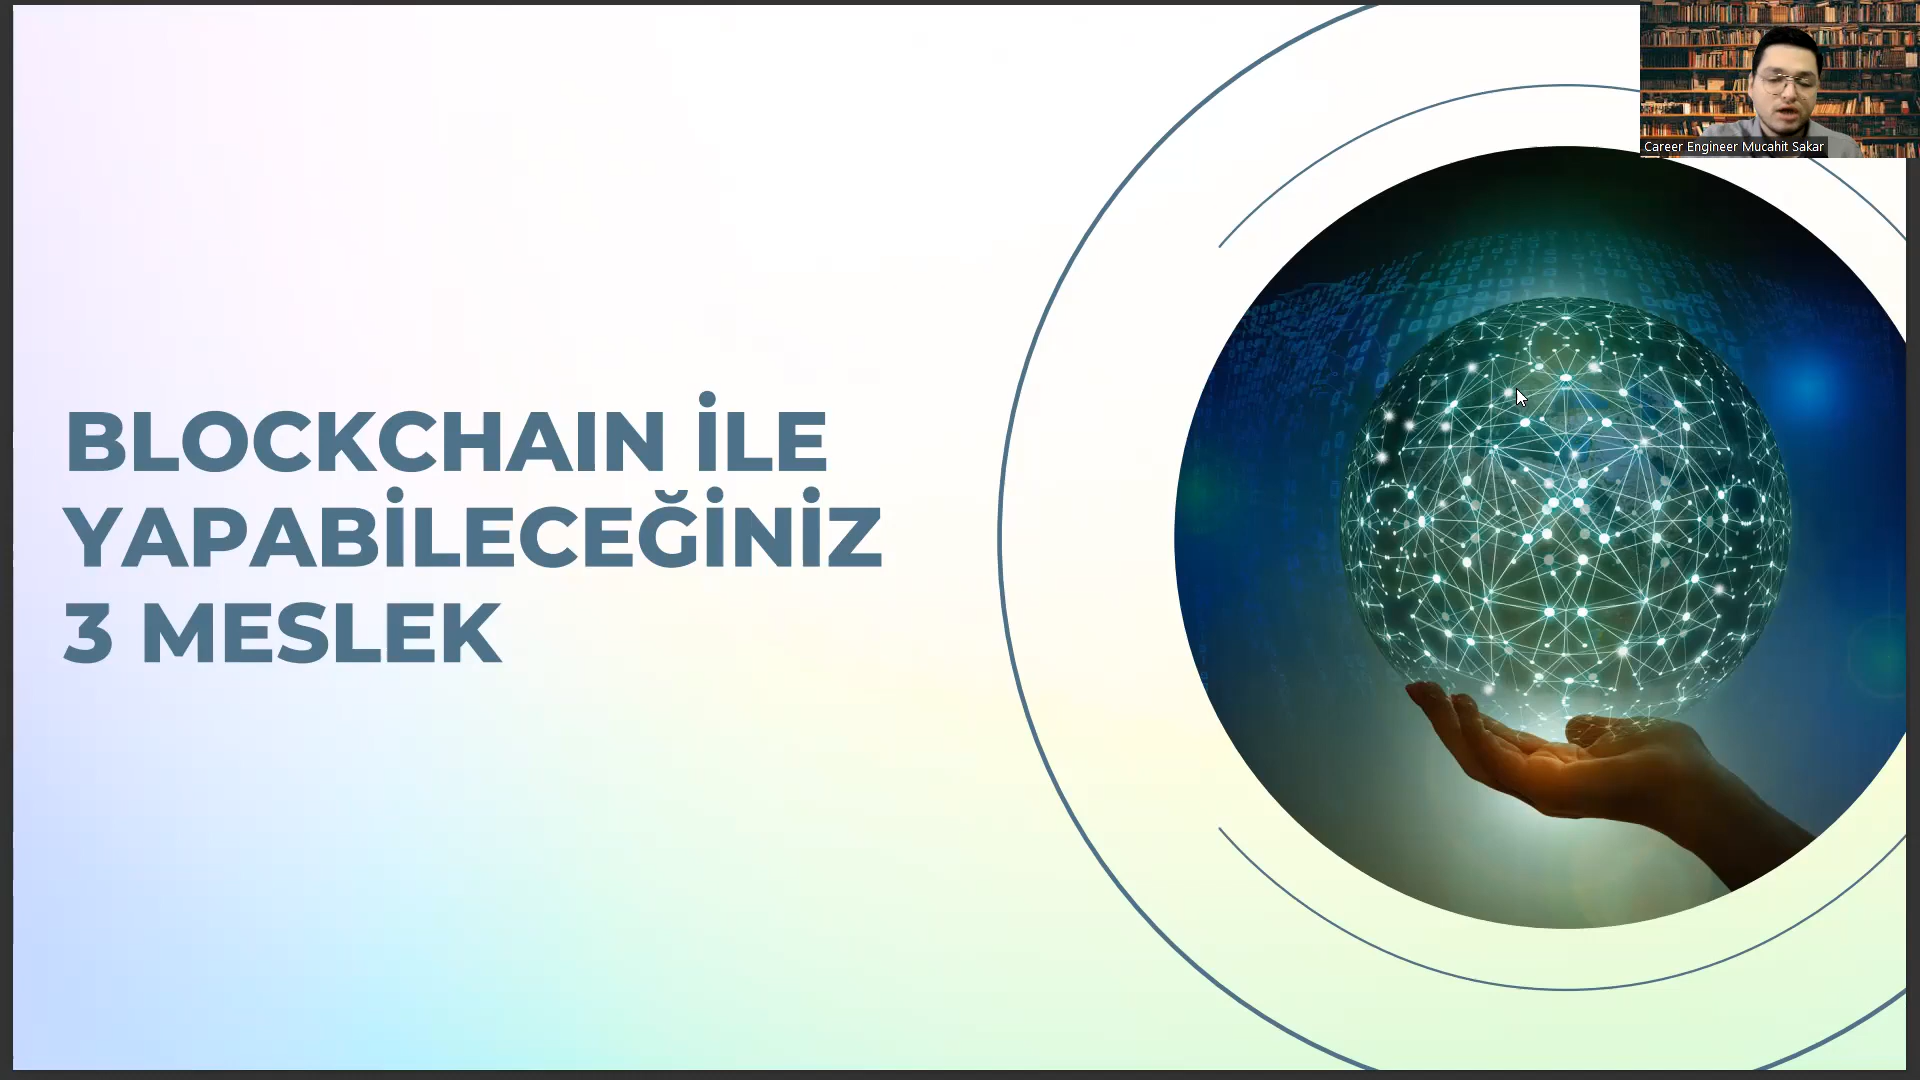 Career Engineer Mucahit Sakar
BLOCKCHAIN İLE
YAPABİLECEĞİNİZ
3 MESLEK